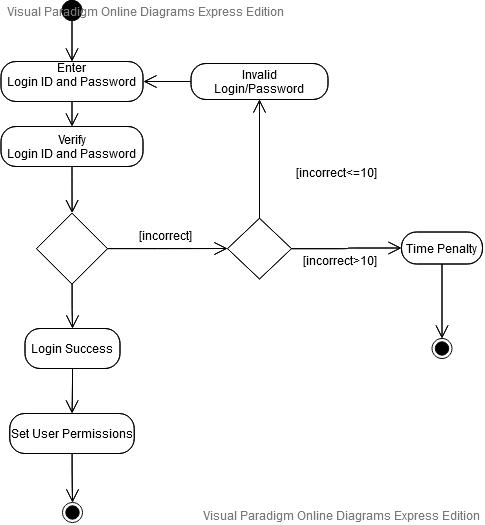 Visual Paradigm Online Diagrams Express Edition
Enter
Login ID and Password
Invalid
Login/Password
Verify
Login ID and Password
[incorrect<=10]
[incorrect]
[incorrect>10]
Time Penalty
Login Success
Set User Permissions
Visual Paradigm Online Diagrams Express Edition